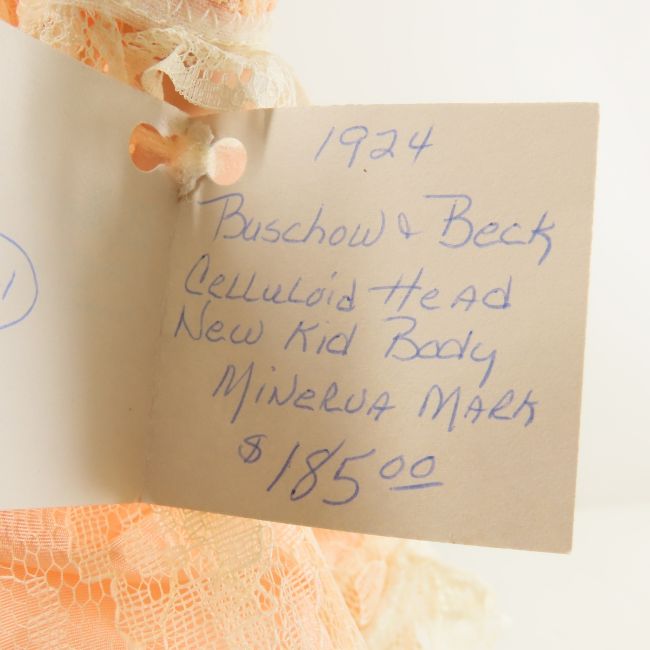 1924
Buschow & Beck
Celluloid Head
New Kid Body
Minerva Mark
$185.00